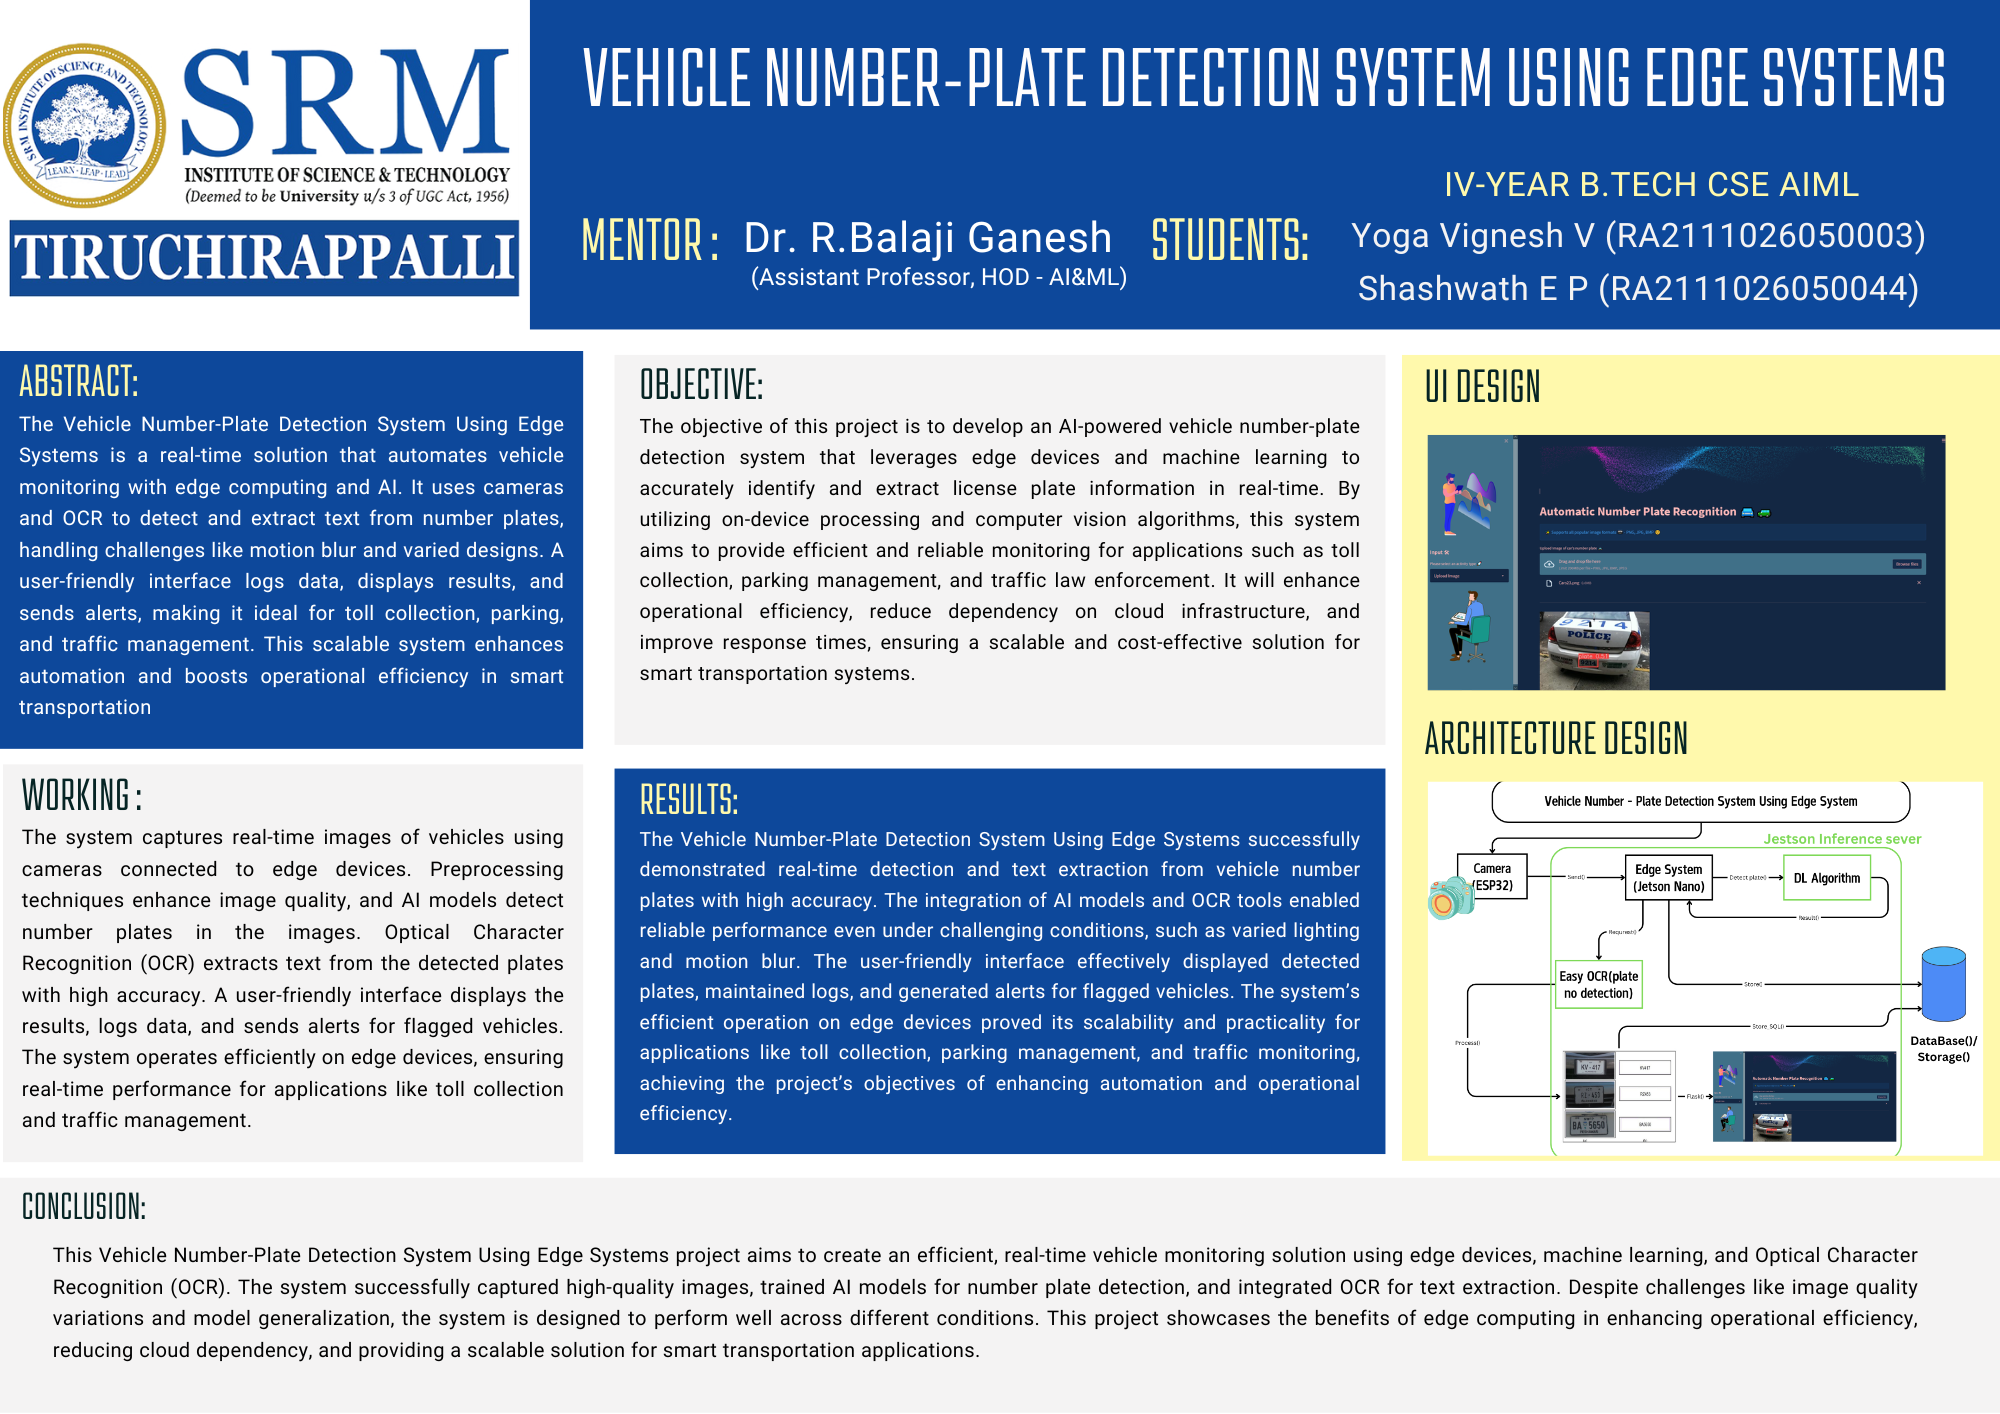 SRM INSTITUTE OF SCIENCE AND TECHNOLOGY
LEARN · LEAP · LEAD
SRM
INSTITUTE OF SCIENCE & TECHNOLOGY
(Deemed to be University u/s 3 of UGC Act, 1956)
TIRUCHIRAPPALLI
VEHICLE NUMBER-PLATE DETECTION SYSTEM USING EDGE SYSTEMS
MENTOR : Dr. R.Balaji Ganesh
(Assistant Professor, HOD - AI&ML)
STUDENTS:
IV-YEAR B.TECH CSE AIML
Yoga Vignesh V (RA2111026050003)
Shashwath E P (RA2111026050044)
ABSTRACT:
The Vehicle Number-Plate Detection System Using Edge
Systems is a real-time solution that automates vehicle
monitoring with edge computing and AI. It uses cameras
and OCR to detect and extract text from number plates,
handling challenges like motion blur and varied designs. A
user-friendly interface logs data, displays results, and
sends alerts, making it ideal for toll collection, parking,
and traffic management. This scalable system enhances
automation and boosts operational efficiency in smart
transportation
OBJECTIVE:
The objective of this project is to develop an AI-powered vehicle number-plate
detection system that leverages edge devices and machine learning to
accurately identify and extract license plate information in real-time. By
utilizing on-device processing and computer vision algorithms, this system
aims to provide efficient and reliable monitoring for applications such as toll
collection, parking management, and traffic law enforcement. It will enhance
operational efficiency, reduce dependency on cloud infrastructure, and
improve response times, ensuring a scalable and cost-effective solution for
smart transportation systems.
WORKING :
The system captures real-time images of vehicles using
cameras connected to edge devices. Preprocessing
techniques enhance image quality, and AI models detect
number plates in the images. Optical Character
Recognition (OCR) extracts text from the detected plates
with high accuracy. A user-friendly interface displays the
results, logs data, and sends alerts for flagged vehicles.
The system operates efficiently on edge devices, ensuring
real-time performance for applications like toll collection
and traffic management.
RESULTS:
The Vehicle Number-Plate Detection System Using Edge Systems successfully
demonstrated real-time detection and text extraction from vehicle number
plates with high accuracy. The integration of AI models and OCR tools enabled
reliable performance even under challenging conditions, such as varied lighting
and motion blur. The user-friendly interface effectively displayed detected
plates, maintained logs, and generated alerts for flagged vehicles. The system's
efficient operation on edge devices proved its scalability and practicality for
applications like toll collection, parking management, and traffic monitoring,
achieving the project's objectives of enhancing automation and operational
efficiency.
UI DESIGN
Automatic Number Plate Recognition
Input
Upload Image
Browse files
9214
POLICE
ARCHITECTURE DESIGN
Vehicle Number - Plate Detection System Using Edge System
Jestson Inference sever
Camera
(ESP32)
Send()
Edge System
(Jetson Nano)
Detect plate()
DL Algorithm
Result()
Request()
Easy OCR(plate
no detection)
Store()
Store SQL()
Process()
DataBase()/
Storage()
KV-417
BA 5650
Flask()
Automatic Number Plate Recognition
CONCLUSION:
This Vehicle Number-Plate Detection System Using Edge Systems project aims to create an efficient, real-time vehicle monitoring solution using edge devices, machine learning, and Optical Character
Recognition (OCR). The system successfully captured high-quality images, trained AI models for number plate detection, and integrated OCR for text extraction. Despite challenges like image quality
variations and model generalization, the system is designed to perform well across different conditions. This project showcases the benefits of edge computing in enhancing operational efficiency,
reducing cloud dependency, and providing a scalable solution for smart transportation applications.